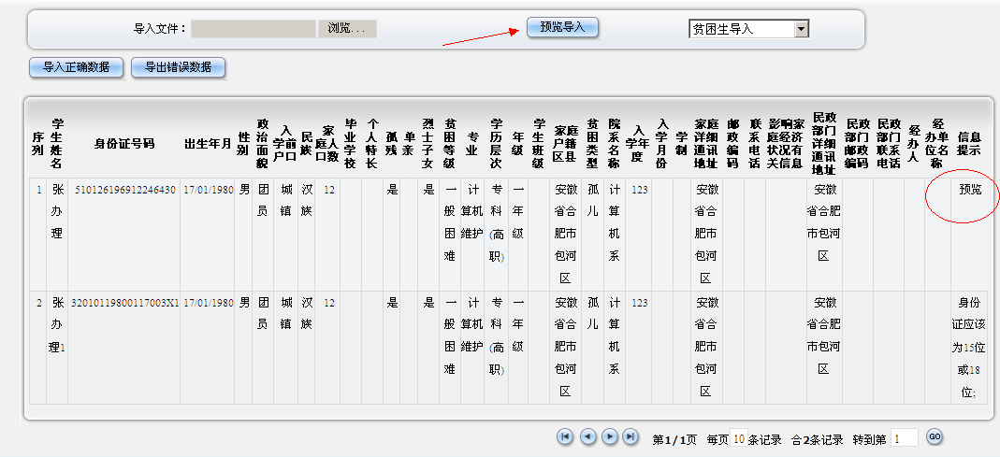 导入文件： 浏览... 预览导入 贫困生导入
导入正确数据 导出错误数据
序列 学生姓名 身份证号码 出生年月 性别 政治面貌 入学前户口 民族 家庭人口数 毕业学校 个人特长 孤残 单亲 烈士子女 贫困等级 专业 学历层次 年级 学生班级 家庭户籍区县 贫困类型 院系名称 入学年度 入学月份 学制 家庭详细通讯地址 邮政编码 联系电话 影响家庭经济状况有关信息 民政部门详细通讯地址 民政部门邮政编码 民政部门联系电话 经办人 经办单位名称 信息提示
1 张办理 510126196912246430 17/01/1980 男 团员 城镇 汉族 12 是 是 一般困难 计算机维护 专科(高职) 一年级 安徽省合肥市包河区 孤儿 计算机系 123 安徽省合肥市包河区 安徽省合肥市包河区 预览
2 张办理1 32010119800117003X1 17/01/1980 男 团员 城镇 汉族 12 是 是 一般困难 计算机维护 专科(高职) 一年级 安徽省合肥市包河区 孤儿 计算机系 123 安徽省合肥市包河区 安徽省合肥市包河区 身份证应该为15位或18位;
第1/1页 每页 10 条记录 合2条记录 转到第 1 GO